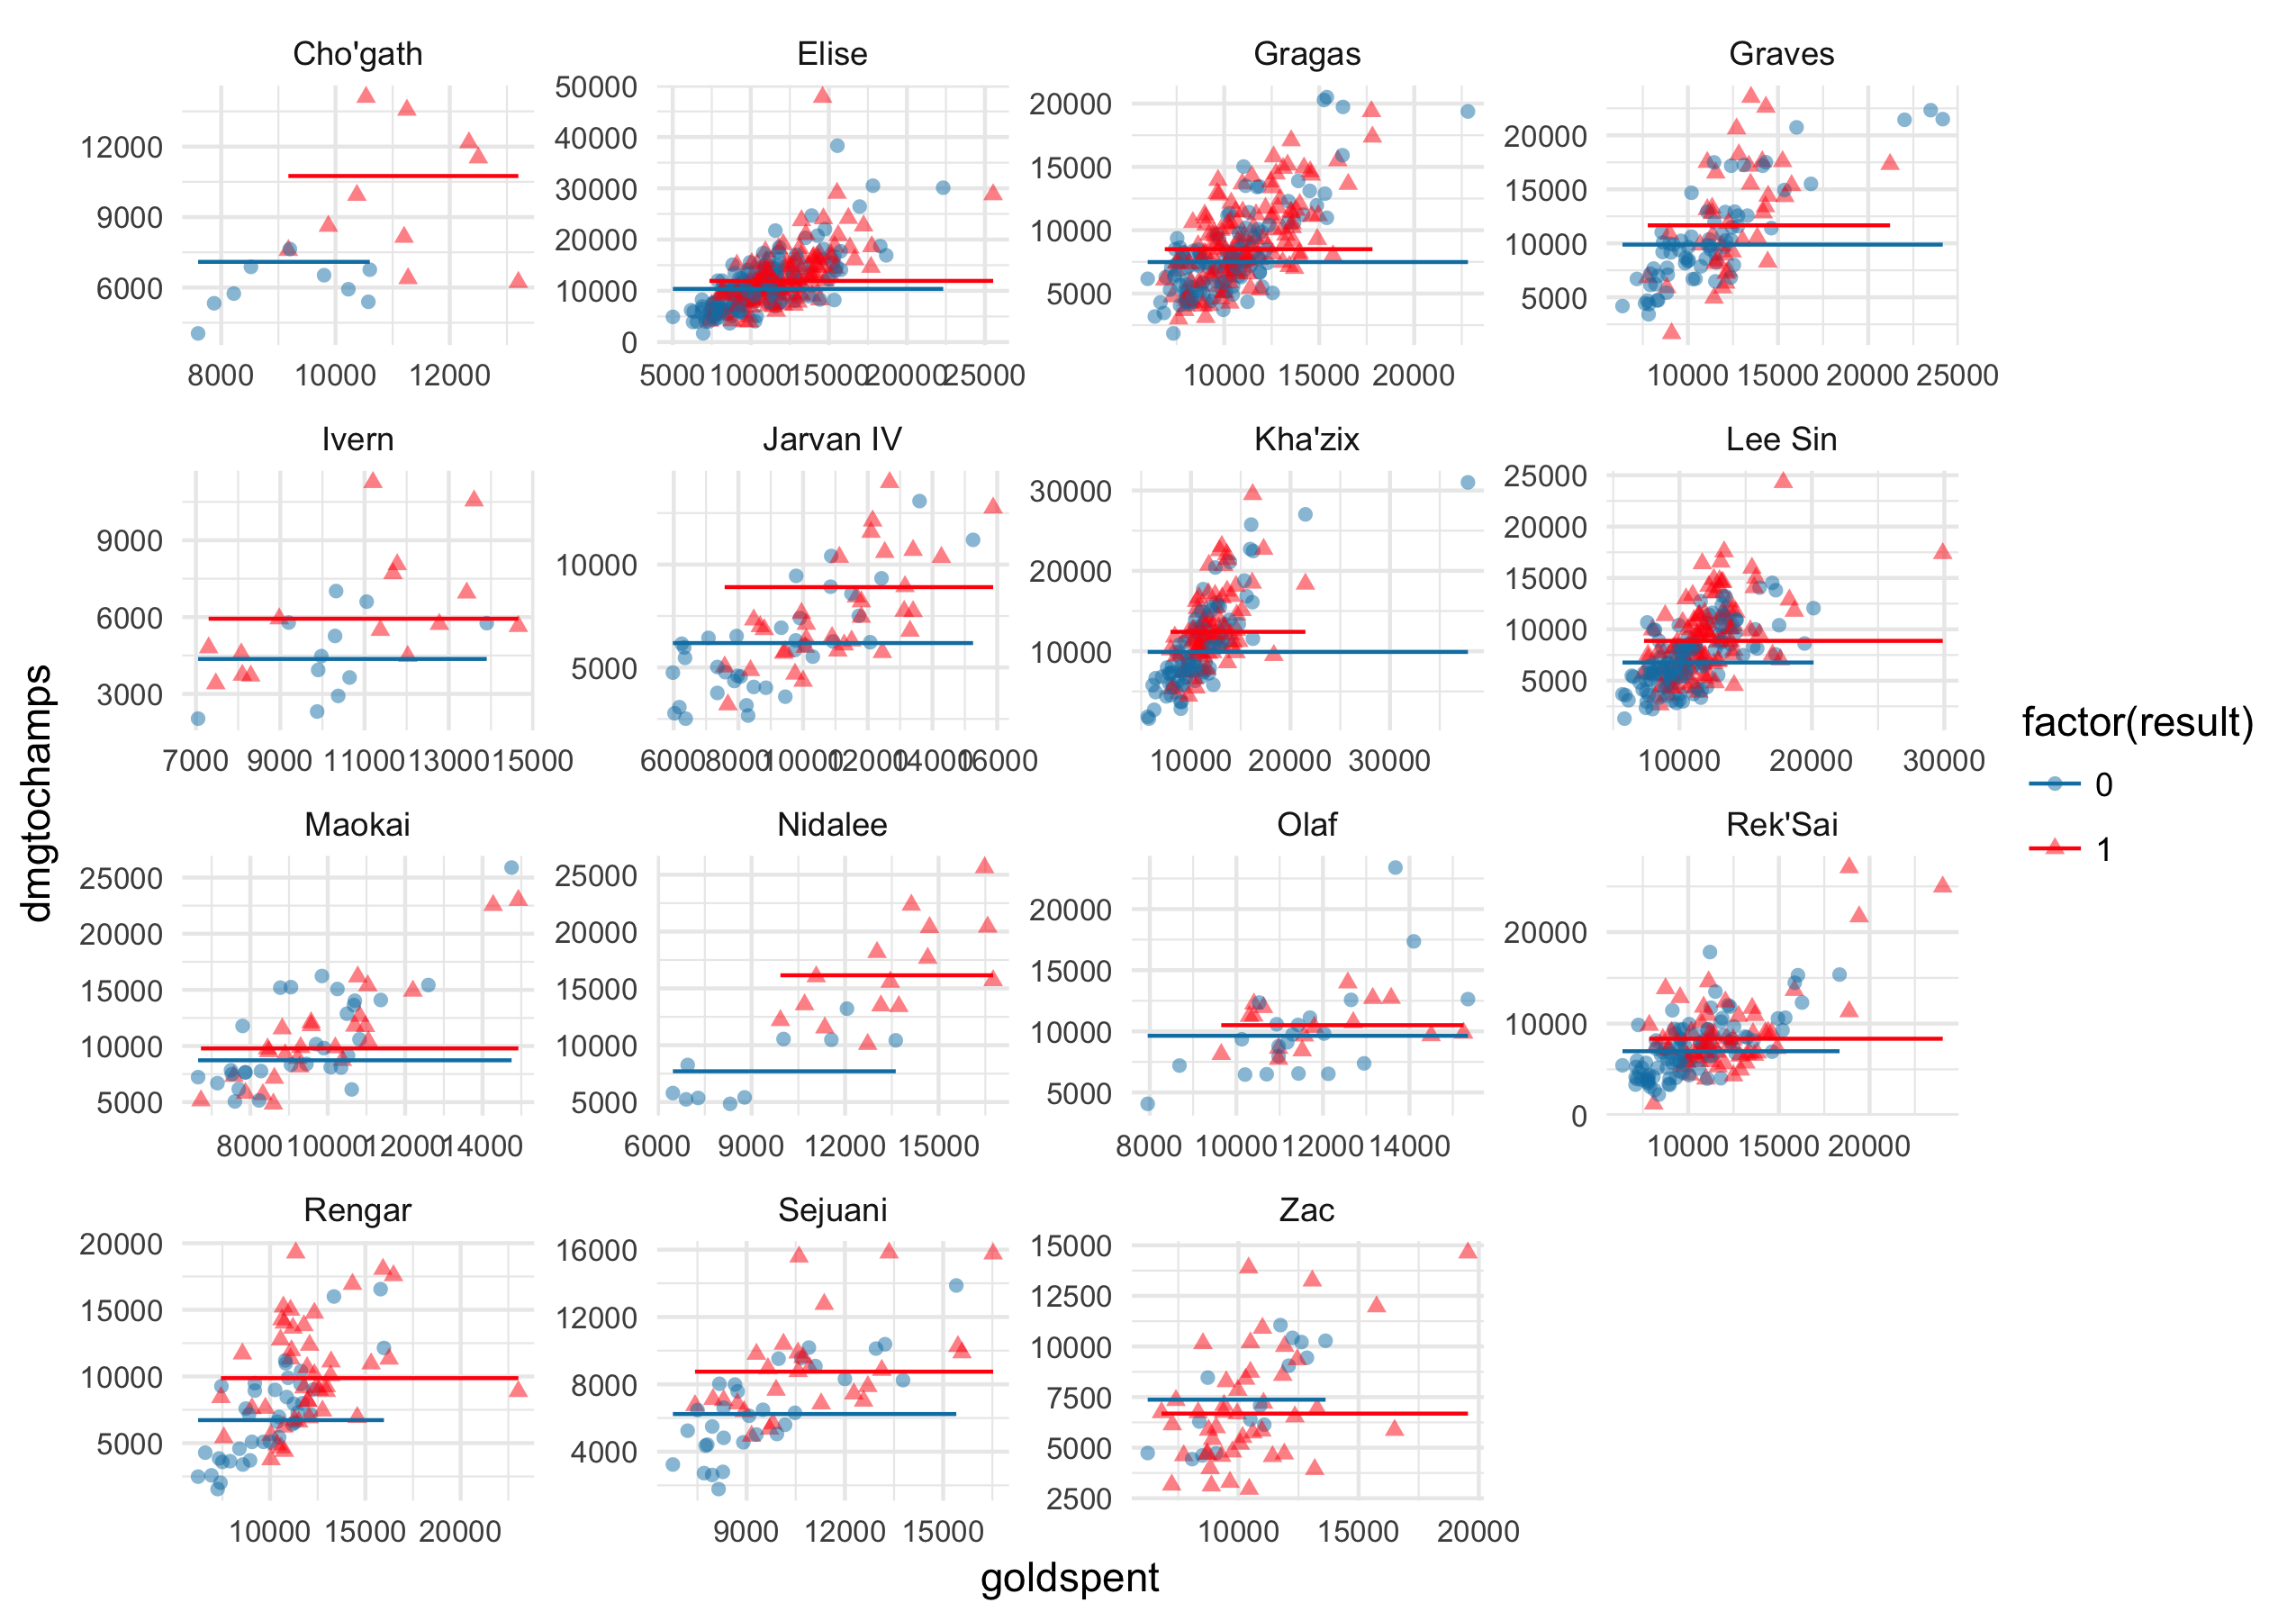 Cho'gath
Elise
Gragas
Graves
12000
9000
6000
8000 10000 12000
50000
40000
30000
20000
10000
0
5000 10000 15000 20000 25000
20000
15000
10000
5000
10000 15000 20000
20000
15000
10000
5000
10000 15000 20000 25000
Ivern
Jarvan IV
Kha'zix
Lee Sin
9000
6000
3000
7000 9000 11000 13000 15000
10000
5000
6000 8000 10000 12000 14000 16000
30000
20000
10000
10000 20000 30000
25000
20000
15000
10000
5000
10000 20000 30000
Maokai
Nidalee
Olaf
Rek'Sai
25000
20000
15000
10000
5000
8000 10000 12000 14000
25000
20000
15000
10000
5000
6000 9000 12000 15000
20000
15000
10000
5000
8000 10000 12000 14000
20000
10000
0
10000 15000 20000
Rengar
Sejuani
Zac
20000
15000
10000
5000
10000 15000 20000
16000
12000
8000
4000
9000 12000 15000
15000
12500
10000
7500
5000
2500
10000 15000 20000
dmgtochamps
goldspent
factor(result)
0
1